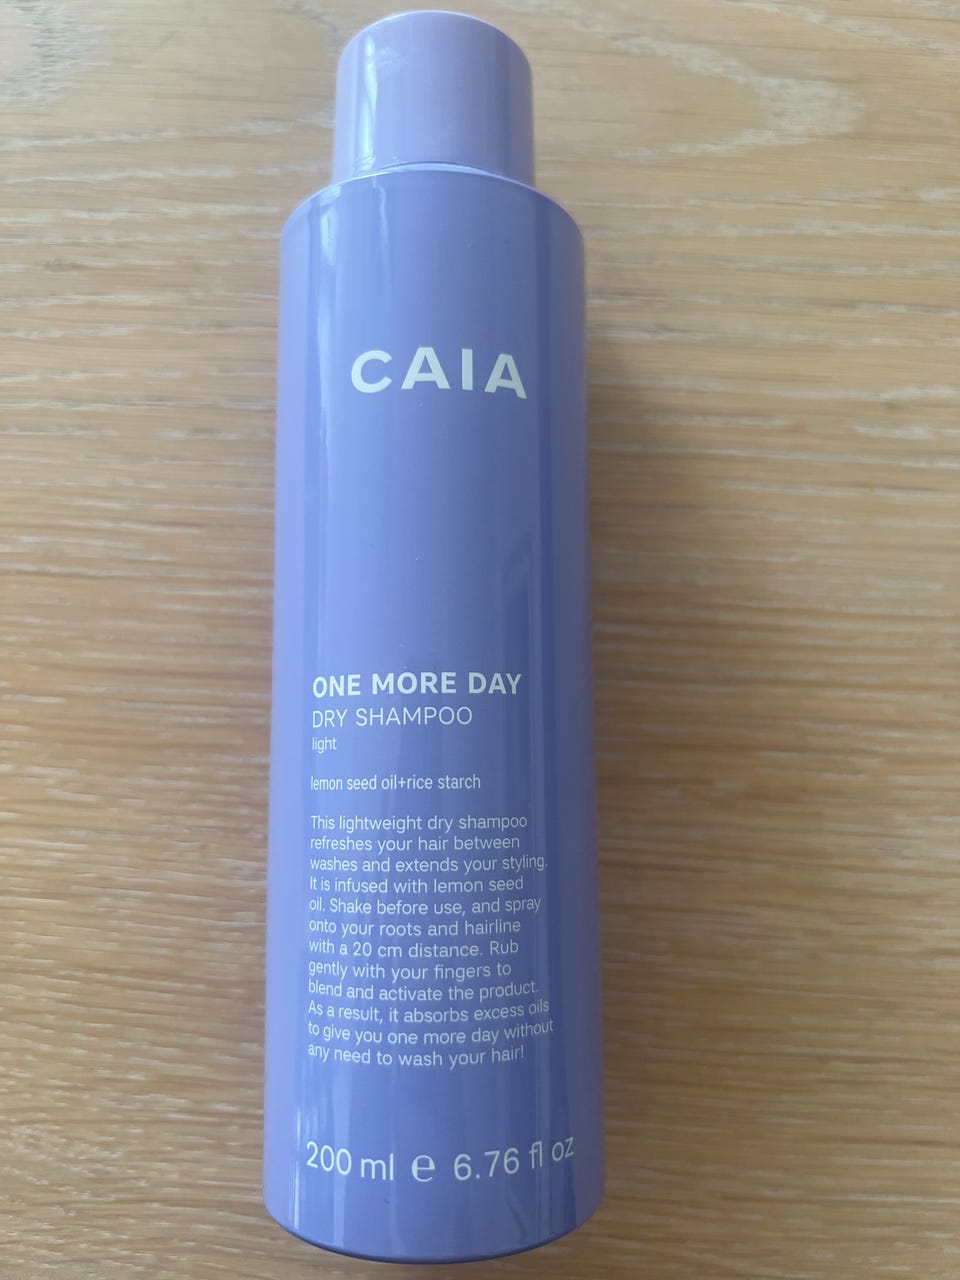 CAIA
ONE MORE DAY
DRY SHAMPOO
light
lemon seed oil+rice starch
This lightweight dry shampoo
refreshes your hair between
washes and extends your styling.
It is infused with lemon seed
oil. Shake before use, and spray
onto your roots and hairline
with a 20 cm distance. Rub
gently with your fingers to
blend and activate the product.
As a result, it absorbs excess oils
to give you one more day without
any need to wash your hair!
200 ml ℮ 6.76 fl oz